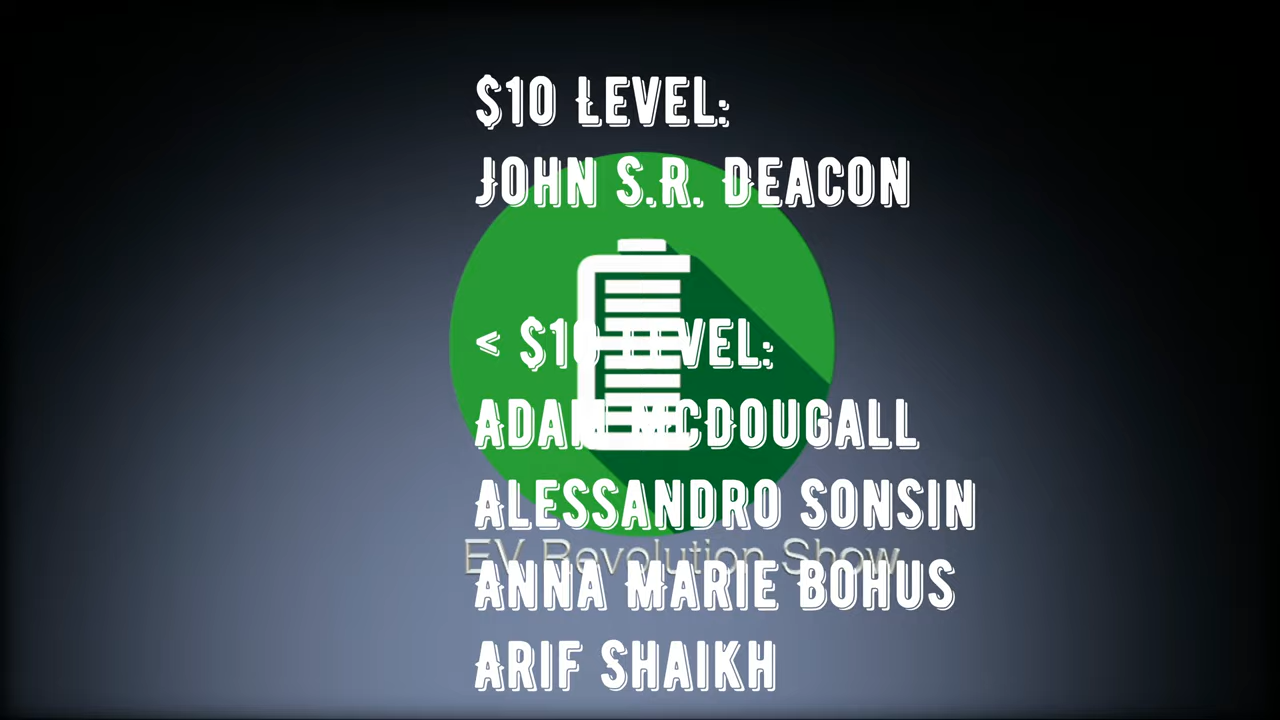 $10 LEVEL:
JOHN S.R. DEACON
< $10 LEVEL:
ADAM MCDOUGALL
ALESSANDRO SONSIN
EV Revolution Show
ANNA MARIE BOHUS
ARIF SHAIKH